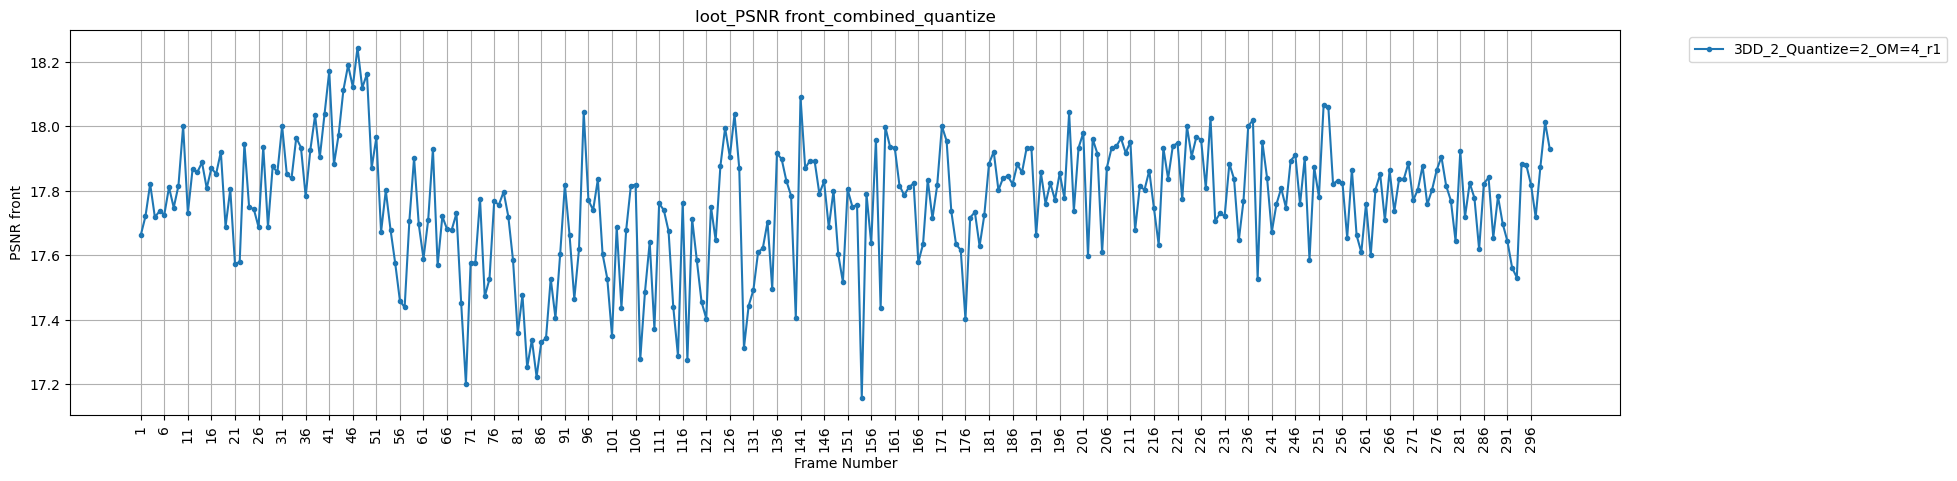 loot_PSNR front_combined_quantize
3DD_2_Quantize=2_OM=4_r1
PSNR front
18.2
18.0
17.8
17.6
17.4
17.2
1 6 11 16 21 26 31 36 41 46 51 56 61 66 71 76 81 86 91 96 101 106 111 116 121 126 131 136 141 146 151 156 161 166 171 176 181 186 191 196 201 206 211 216 221 226 231 236 241 246 251 256 261 266 271 276 281 286 291 296
Frame Number